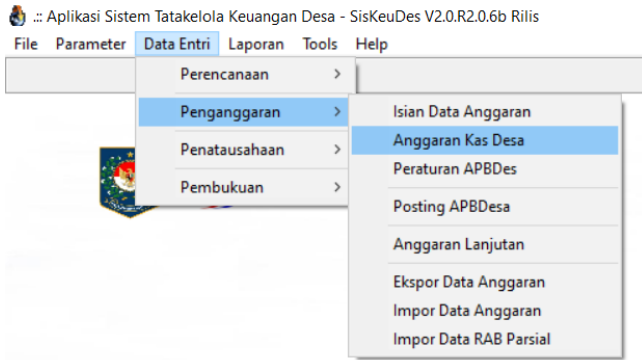 .:: Aplikasi Sistem Tatakelola Keuangan Desa - SisKeuDes V2.0.R2.0.6b Rilis
File Parameter Data Entri Laporan Tools Help
Perencanaan
Penganggaran
Penatausahaan
Pembukuan
Isian Data Anggaran
Anggaran Kas Desa
Peraturan APBDes
Posting APBDesa
Anggaran Lanjutan
Ekspor Data Anggaran
Impor Data Anggaran
Impor Data RAB Parsial